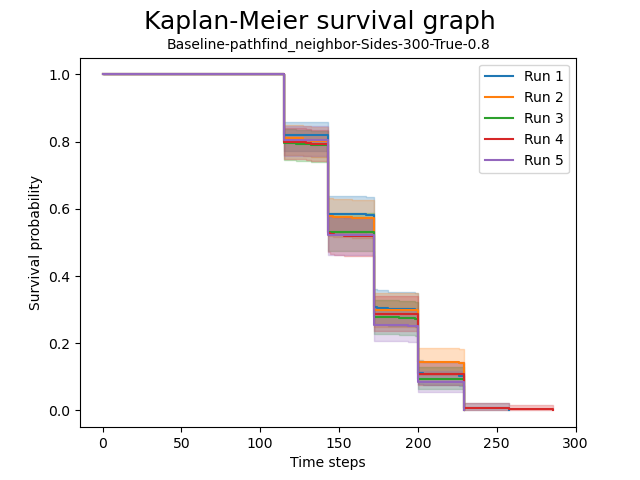 Kaplan-Meier survival graph
Baseline-pathfind_neighbor-Sides-300-True-0.8
Survival probability
1.0
0.8
0.6
0.4
0.2
0.0
Run 1
Run 2
Run 3
Run 4
Run 5
0 50 100 150 200 250 300
Time steps